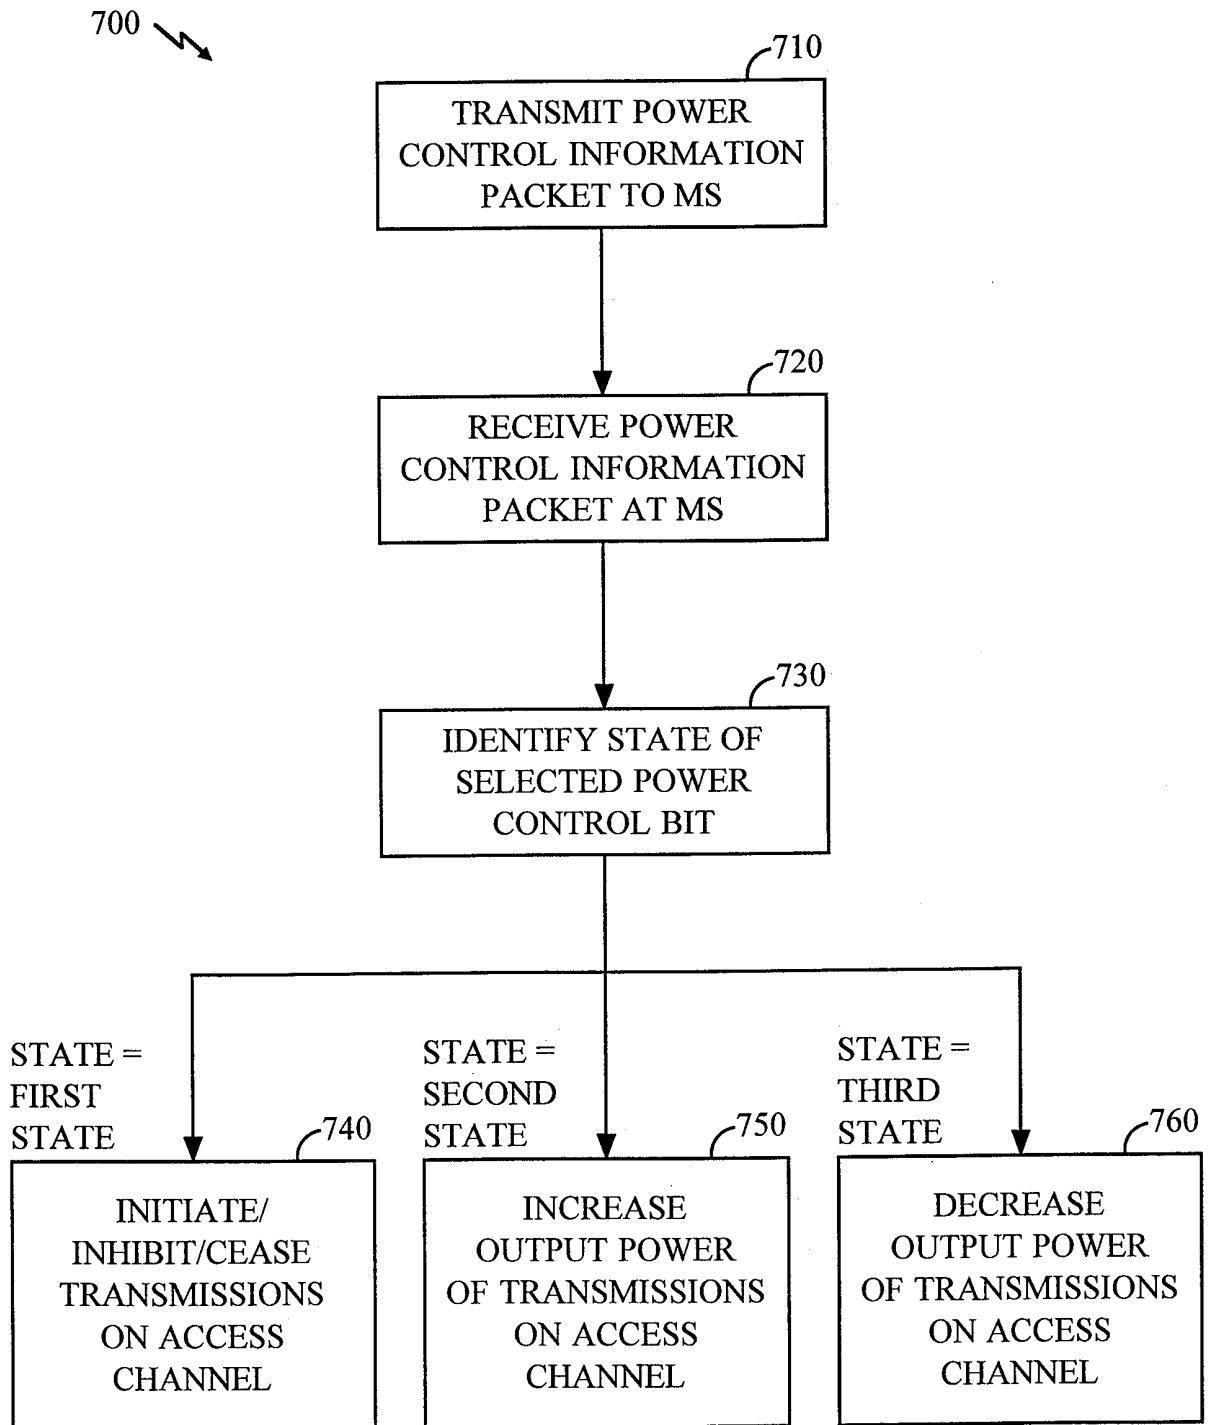 700
710
TRANSMIT POWER
CONTROL INFORMATION
PACKET TO MS
720
RECEIVE POWER
CONTROL INFORMATION
PACKET AT MS
730
IDENTIFY STATE OF
SELECTED POWER
CONTROL BIT
STATE =
FIRST
STATE
740
INITIATE/
INHIBIT/CEASE
TRANSMISSIONS
ON ACCESS
CHANNEL
STATE =
SECOND
STATE
750
INCREASE
OUTPUT POWER
OF TRANSMISSIONS
ON ACCESS
CHANNEL
STATE =
THIRD
STATE
760
DECREASE
OUTPUT POWER
OF TRANSMISSIONS
ON ACCESS
CHANNEL